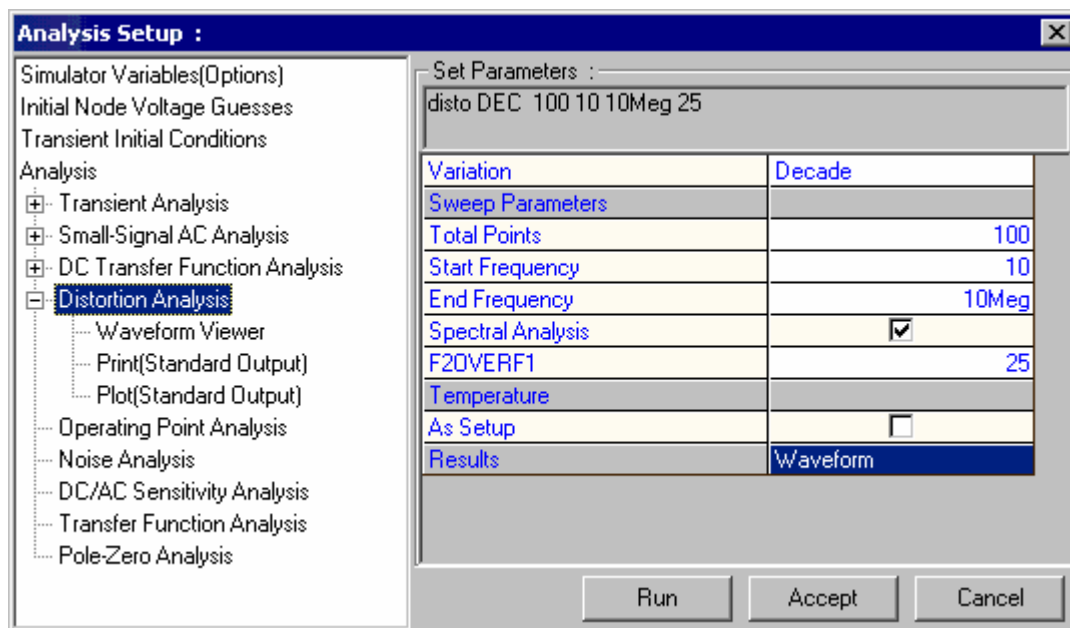 Analysis Setup :
Simulator Variables(Options)
Initial Node Voltage Guesses
Transient Initial Conditions
Analysis
Transient Analysis
Small-Signal AC Analysis
DC Transfer Function Analysis
Distortion Analysis
Waveform Viewer
Print(Standard Output)
Plot(Standard Output)
Operating Point Analysis
Noise Analysis
DC/AC Sensitivity Analysis
Transfer Function Analysis
Pole-Zero Analysis
Set Parameters :
disto DEC 100 10 10Meg 25
Variation Decade
Sweep Parameters
Total Points 100
Start Frequency 10
End Frequency 10Meg
Spectral Analysis
F2OVERF1 25
Temperature
As Setup
Results Waveform
Run Accept Cancel